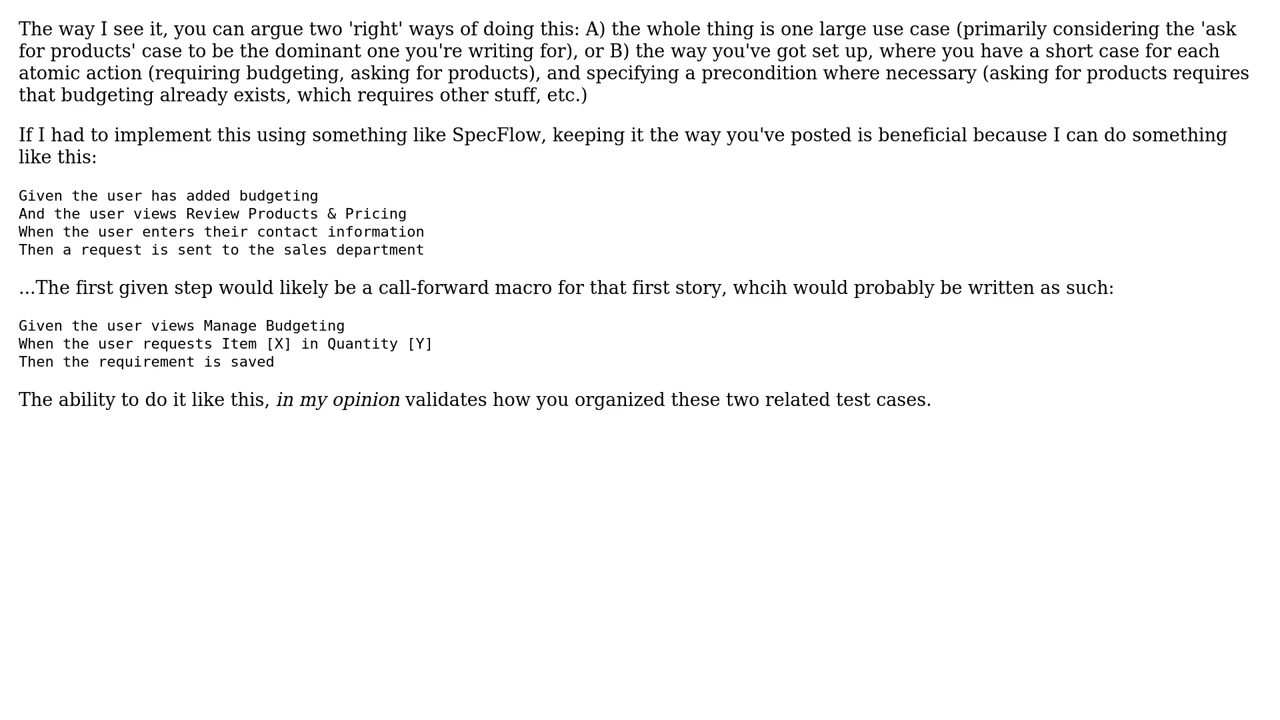 The way I see it, you can argue two 'right' ways of doing this: A) the whole thing is one large use case (primarily considering the 'ask
for products' case to be the dominant one you're writing for), or B) the way you've got set up, where you have a short case for each
atomic action (requiring budgeting, asking for products), and specifying a precondition where necessary (asking for products requires
that budgeting already exists, which requires other stuff, etc.)
If I had to implement this using something like SpecFlow, keeping it the way you've posted is beneficial because I can do something
like this:
Given the user has added budgeting
And the user views Review Products & Pricing
When the user enters their contact information
Then a request is sent to the sales department
...The first given step would likely be a call-forward macro for that first story, whcih would probably be written as such:
Given the user views Manage Budgeting
When the user requests Item [X] in Quantity [Y]
Then the requirement is saved
The ability to do it like this, in my opinion validates how you organized these two related test cases.